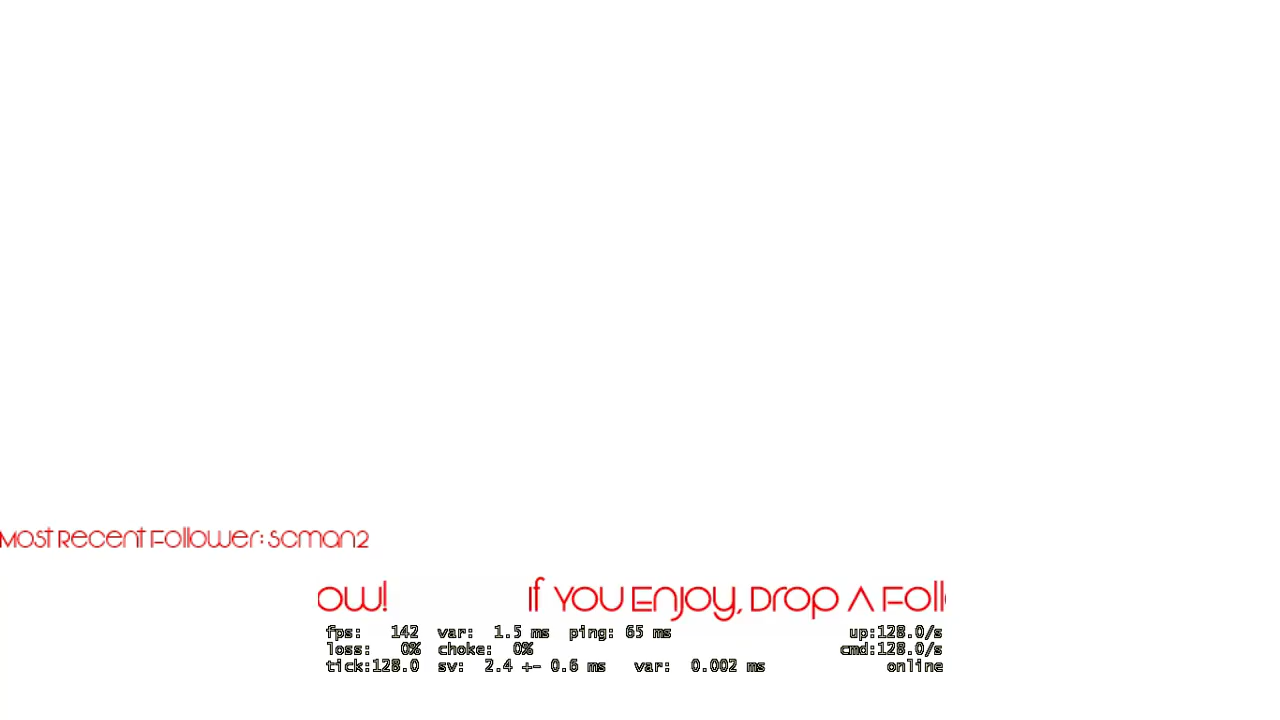 Most Recent Follower: scman2
ow! If You Enjoy, Drop A Foll
fps: 142 var: 1.5 ms ping: 65 ms up:128.0/s
loss: 0% choke: 0% cmd:128.0/s
tick:128.0 sv: 2.4 +- 0.6 ms var: 0.002 ms online